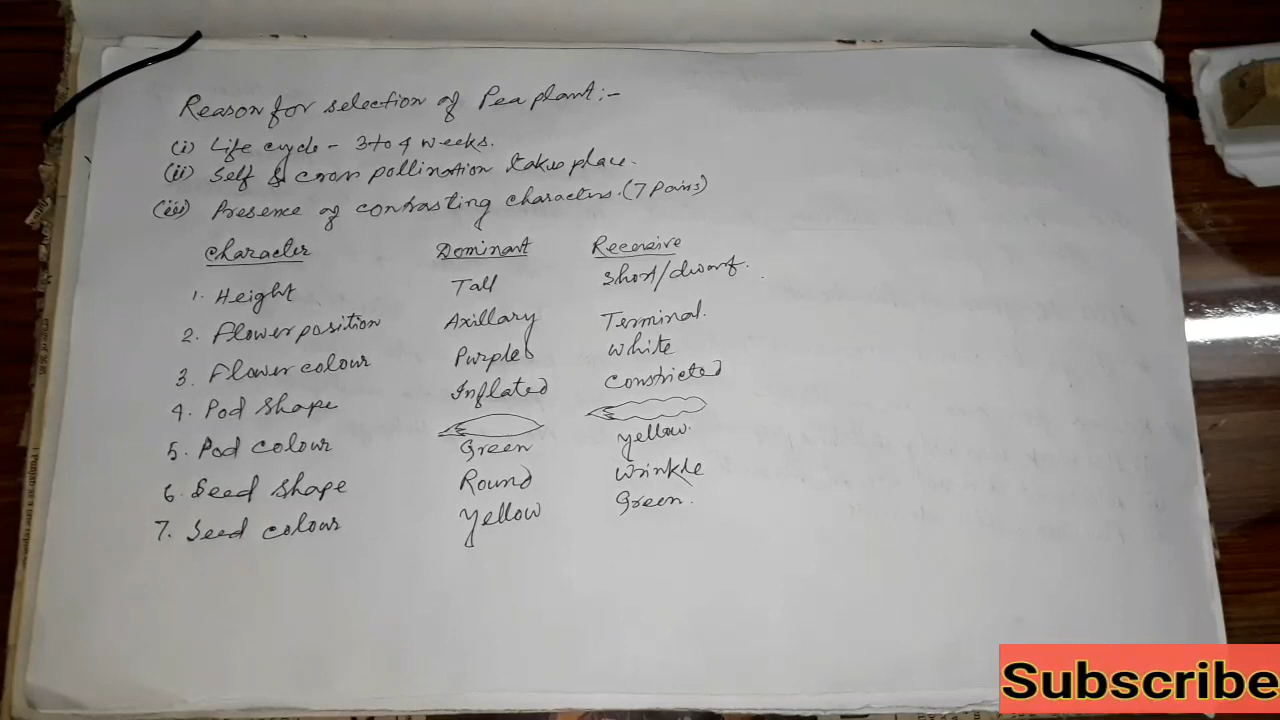 Reason for selection of Pea plant:-
(i) Life cycle - 3 to 4 weeks.
(ii) Self & cross pollination takes place.
(iii) Presence of contrasting characters. (7 pairs)
Character Dominant Recessive
1. Height Tall Short/dwarf.
2. Flower position Axillary Terminal.
3. Flower colour Purple White
4. Pod shape Inflated Constricted
5. Pod colour Green Yellow.
6. Seed shape Round Wrinkle
7. Seed colour Yellow Green.
Subscribe